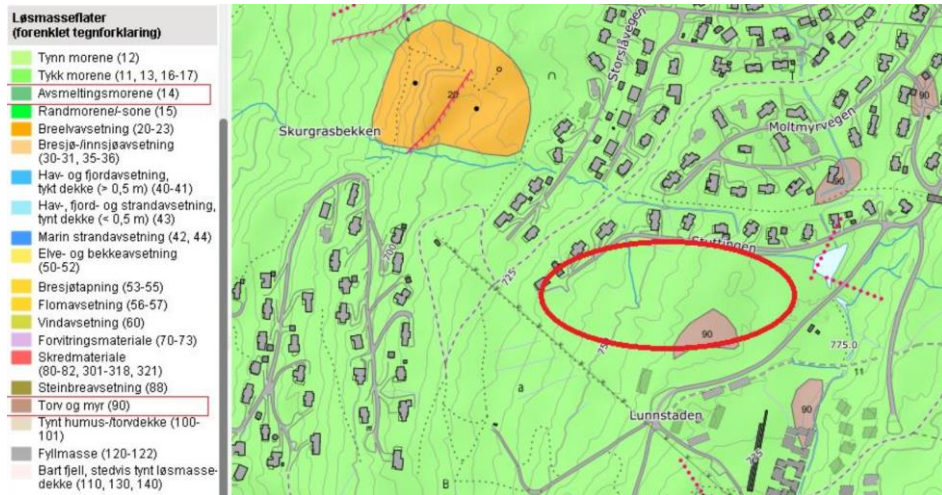 Løsmasseflater
(forenklet tegnforklaring)
Tynn morene (12)
Tykk morene (11, 13, 16-17)
Avsmeltingsmorene (14)
Randmorene/-sone (15)
Breelvavsetning (20-23)
Bresjø-/innsjøavsetning
(30-31, 35-36)
Hav- og fjordavsetning,
tykt dekke (> 0,5 m) (40-41)
Hav-, fjord- og strandavsetning,
tynt dekke (< 0,5 m) (43)
Marin strandavsetning (42, 44)
Elve- og bekkeavsetning
(50-52)
Bresjøtapning (53-55)
Flomavsetning (56-57)
Vindavsetning (60)
Forvitringsmateriale (70-73)
Skredmateriale
(80-82, 301-318, 321)
Steinbreavsetning (88)
Torv og myr (90)
Tynt humus-/torvdekke (100-
101)
Fyllmasse (120-122)
Bart fjell, stedvis tynt løsmasse-
dekke (110, 130, 140)
Storslåvegen
90
20
Skurgrasbekken
Moltmyrvegen
90
700
Stuttingen
725
90
775.0
11
a
Lunnstaden
B